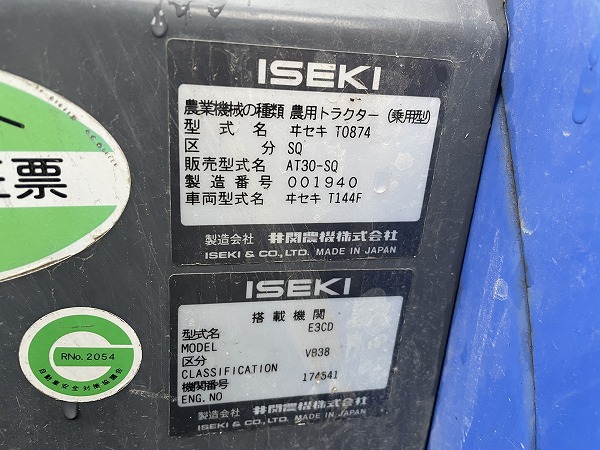 ISEKI
農業機械の種類 農用トラクター (乗用型)
型式名 ヰセキ T0874
区分 SQ
販売型式名 AT30-SQ
製造番号 001940
車両型式名 ヰセキ T144F
製造会社 井関農機株式会社
ISEKI & CO., LTD. MADE IN JAPAN
票
ISEKI
搭載機関
型式名 E3CD
MODEL
区分 VB38
CLASSIFICATION
機関番号 174541
ENG. NO
製造会社 井関農機株式会社
ISEKI & CO., LTD. MADE IN JAPAN
RNo. 2054